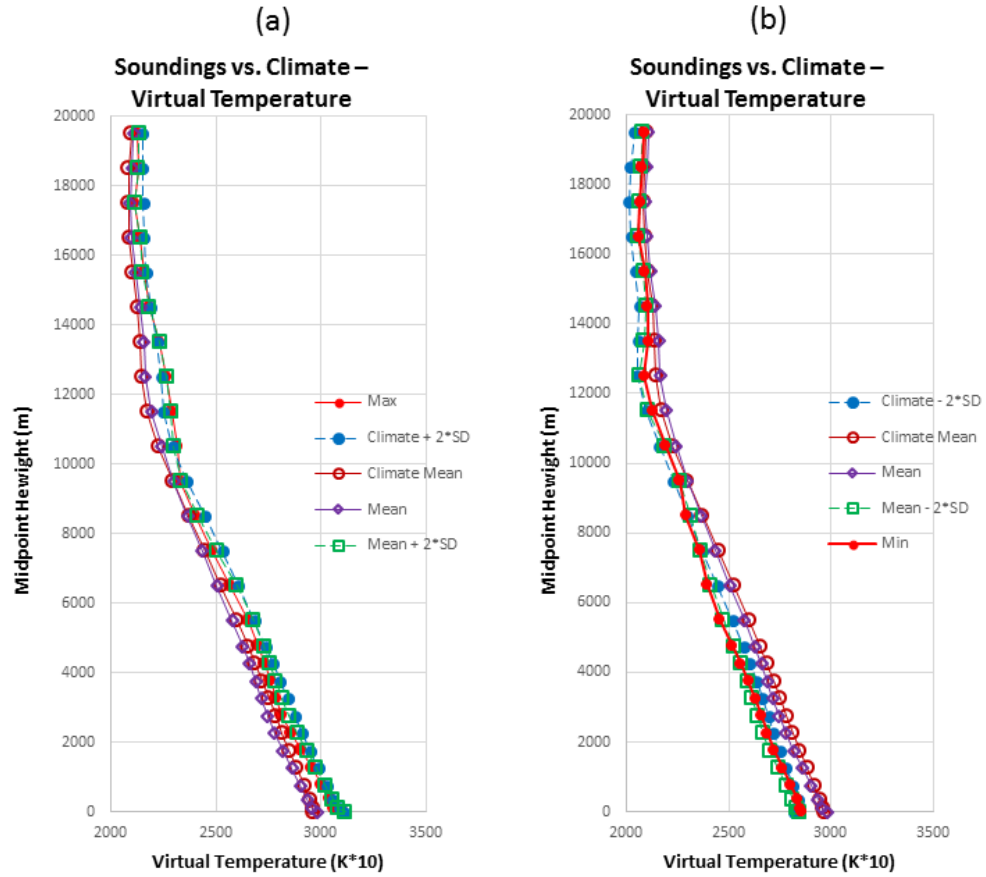 (a)
Soundings vs. Climate –
Virtual Temperature
20000
18000
16000
14000
12000
10000
8000
6000
4000
2000
0
Midpoint Hewight (m)
Max
Climate + 2*SD
Climate Mean
Mean
Mean + 2*SD
2000
2500
3000
3500
Virtual Temperature (K*10)
(b)
Soundings vs. Climate –
Virtual Temperature
20000
18000
16000
14000
12000
10000
8000
6000
4000
2000
0
Midpoint Hewight (m)
Climate - 2*SD
Climate Mean
Mean
Mean - 2*SD
Min
2000
2500
3000
3500
Virtual Temperature (K*10)